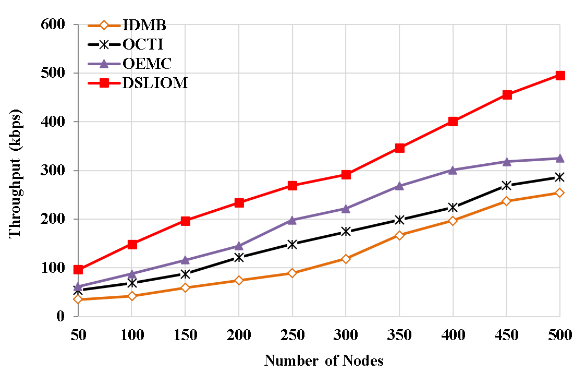 600
500
400
300
200
100
0
Throughput (kbps)
IDMB
OCTI
OEMC
DSLIOM
50 100 150 200 250 300 350 400 450 500
Number of Nodes